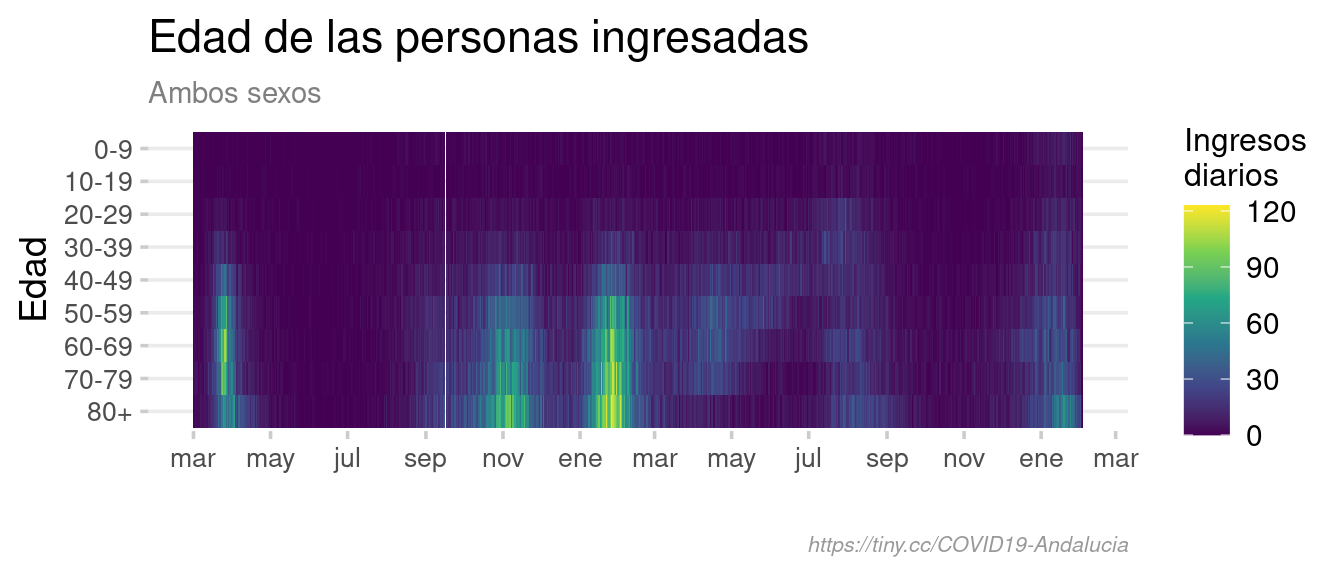 Edad de las personas ingresadas
Ambos sexos
Edad
0-9
10-19
20-29
30-39
40-49
50-59
60-69
70-79
80+
mar may jul sep nov ene mar may jul sep nov ene mar
Ingresos
diarios
120
90
60
30
0
https://tiny.cc/COVID19-Andalucia